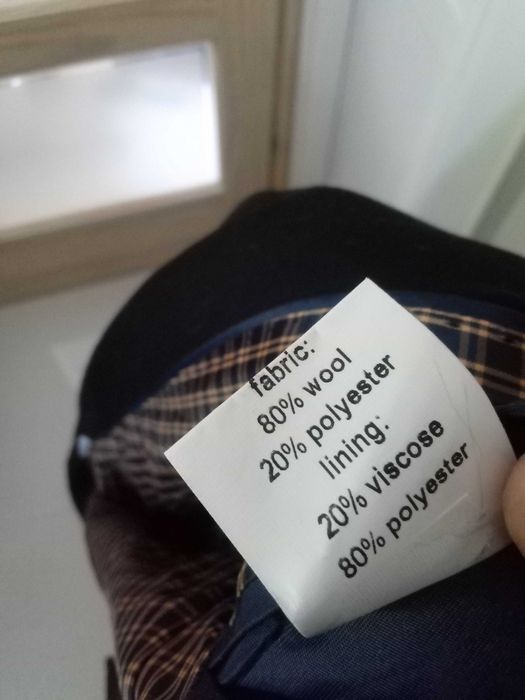 fabric:
80% wool
20% polyester
lining:
20% viscose
80% polyester